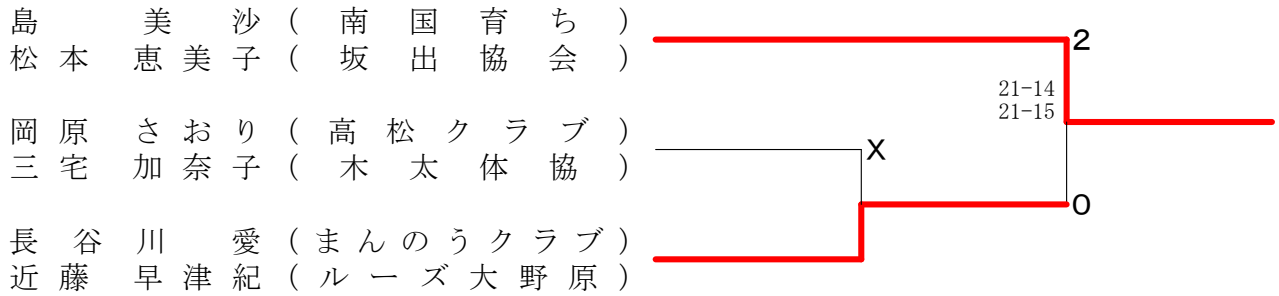 島 美 沙 ( 南 国 育 ち )
松 本 恵 美 子 ( 坂 出 協 会 )
2
21-14
21-15
岡 原 さ お り ( 高 松 ク ラ ブ )
三 宅 加 奈 子 ( 木 太 体 協 )
X
0
長 谷 川 愛 ( ま ん の う ク ラ ブ )
近 藤 早 津 紀 ( ル ー ズ 大 野 原 )